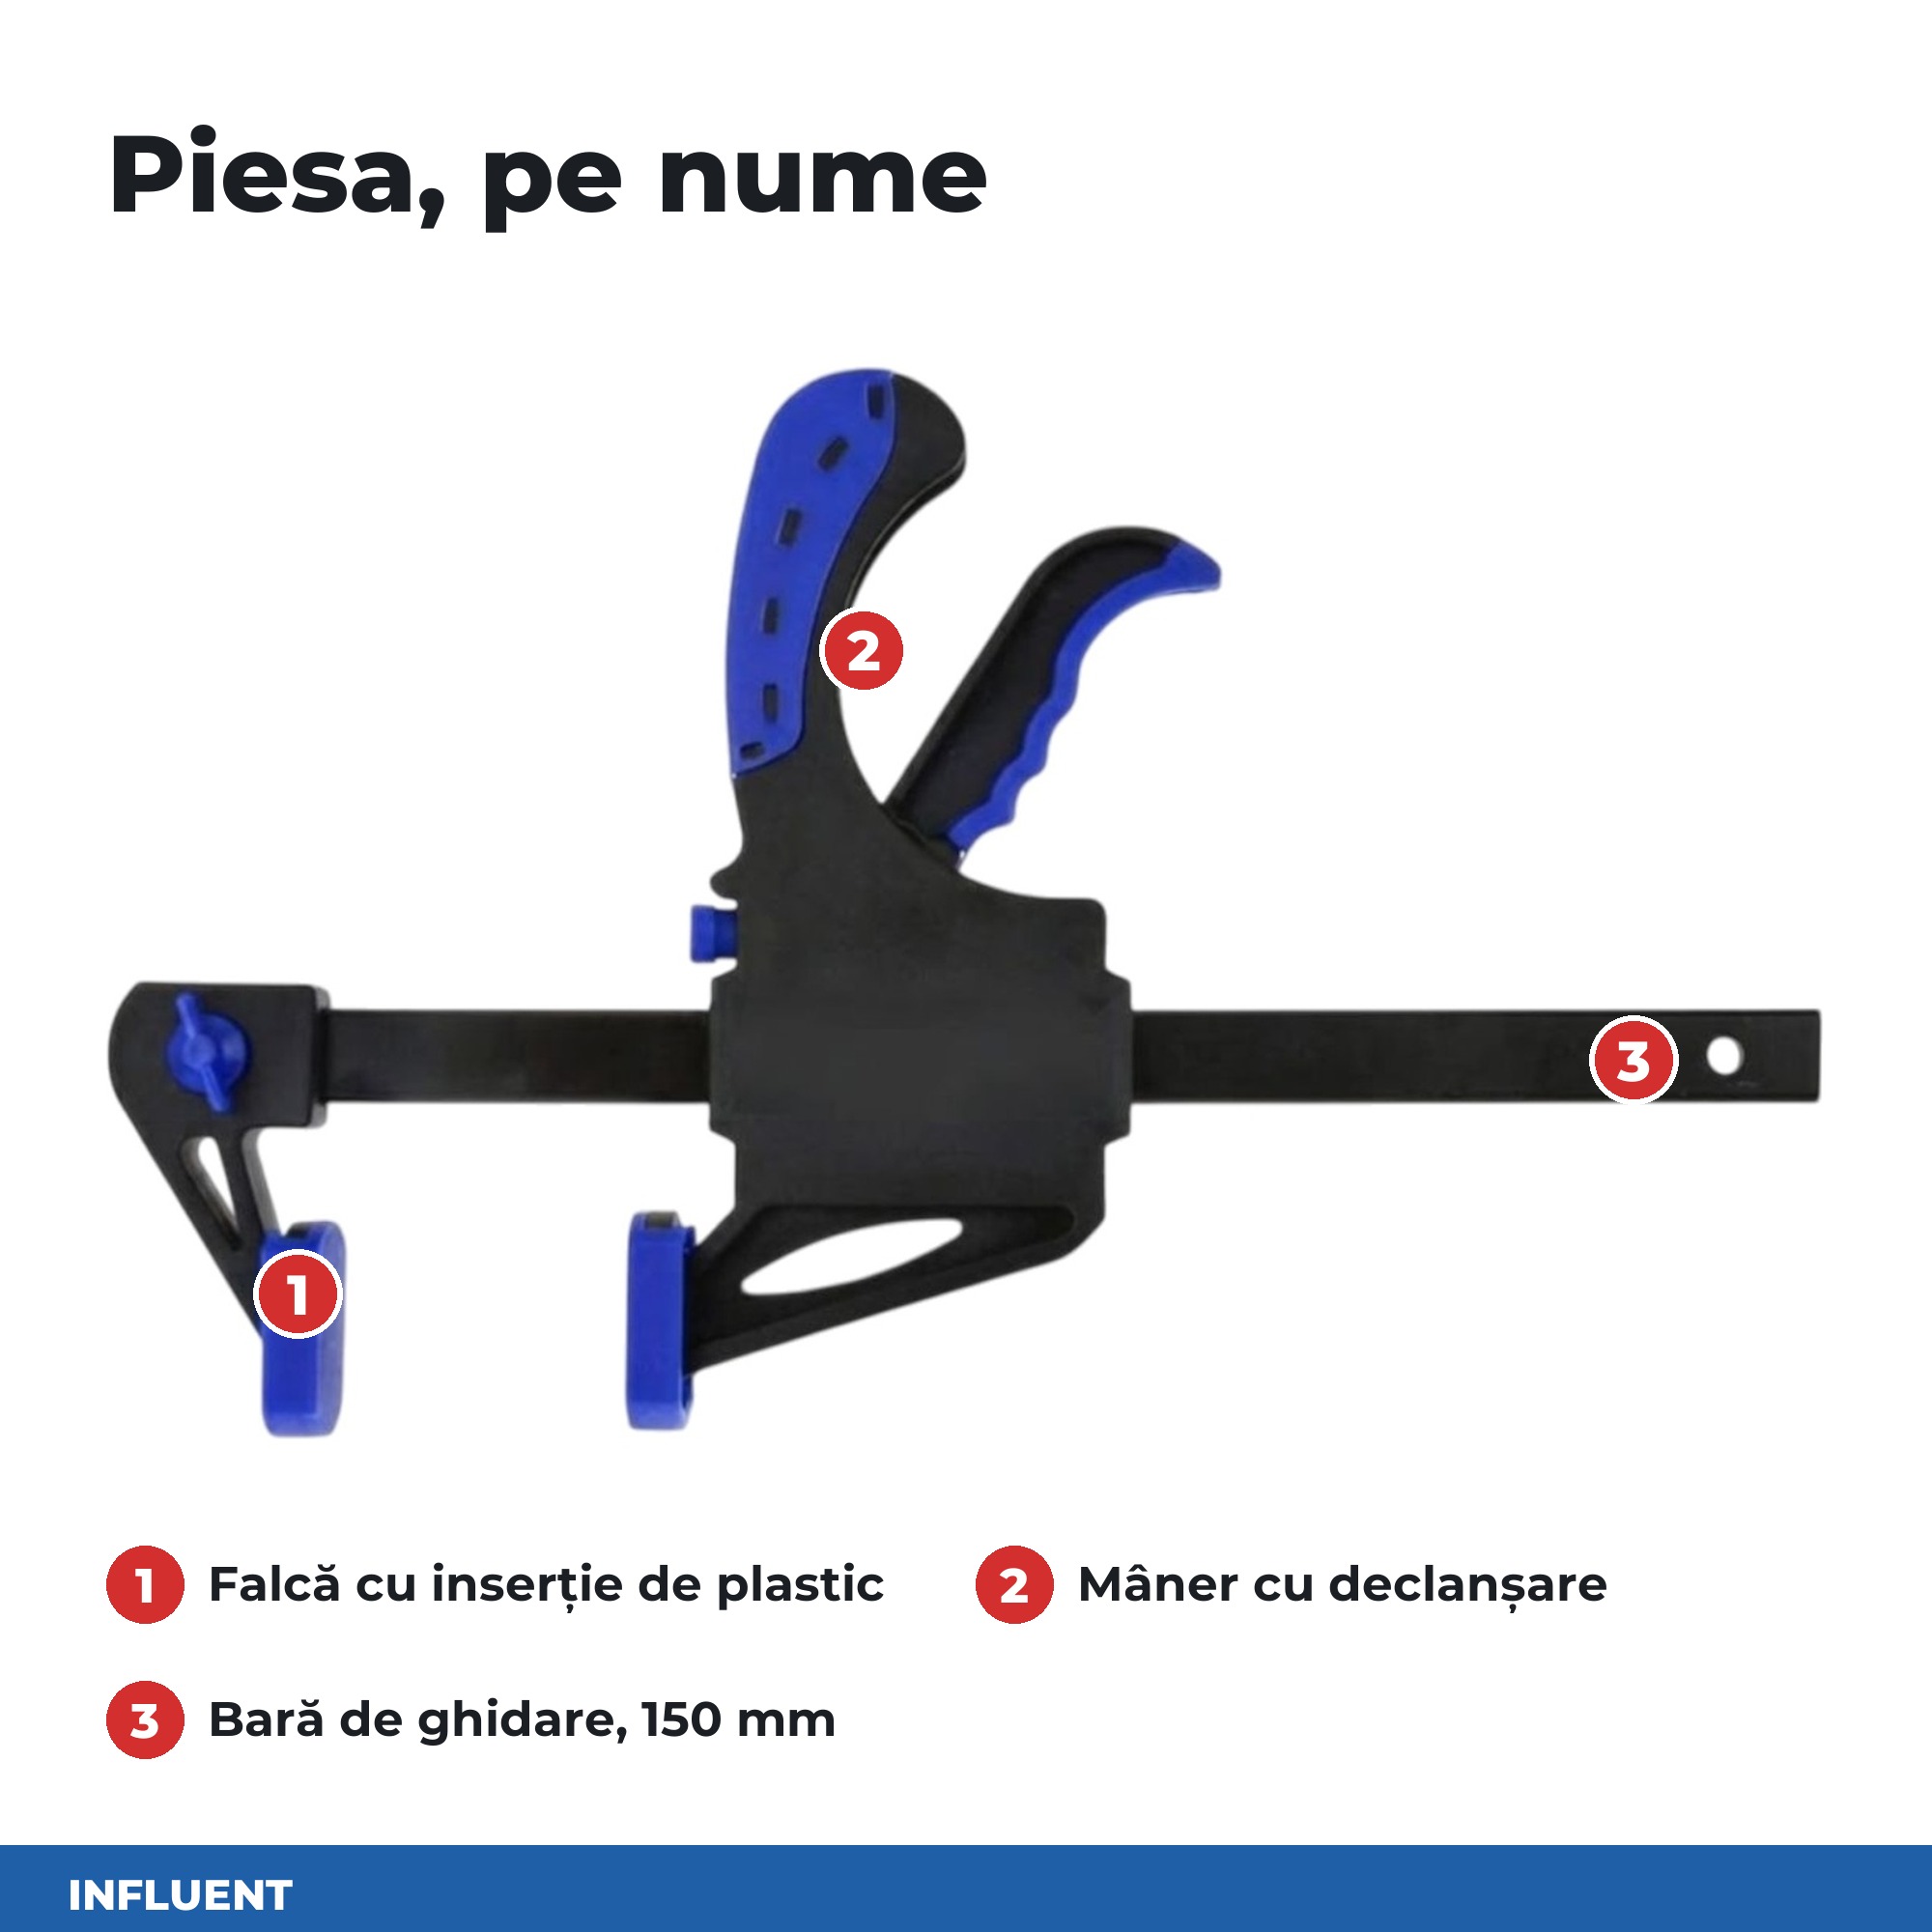 Piesa, pe nume
2
3
1
1 Falcă cu inserție de plastic
2 Mâner cu declanșare
3 Bară de ghidare, 150 mm
INFLUENT